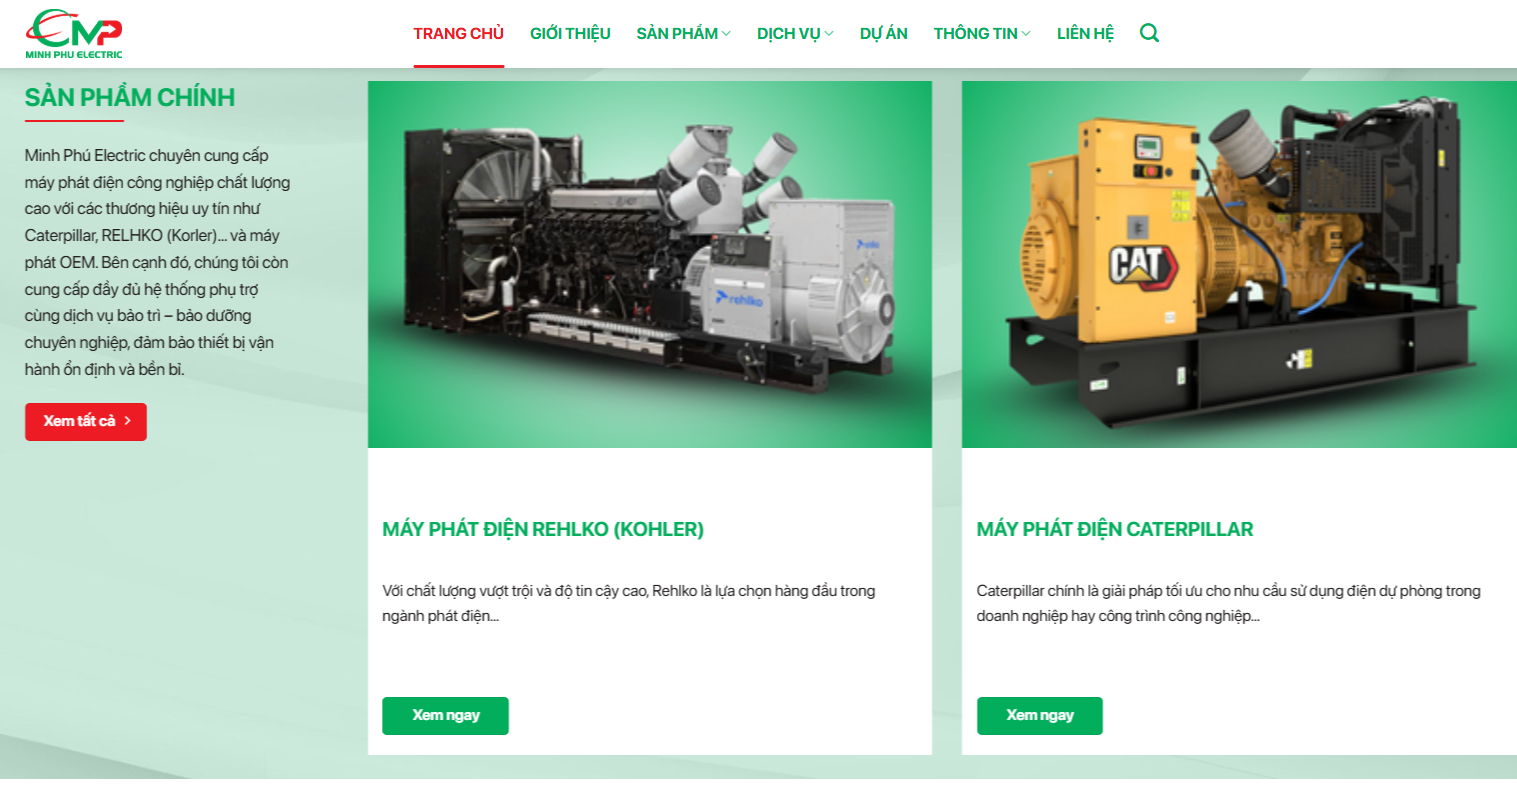 CMP
MINH PHU ELECTRIC
TRANG CHỦ
GIỚI THIỆU
SẢN PHẨM
DỊCH VỤ
DỰ ÁN
THÔNG TIN
LIÊN HỆ
SẢN PHẨM CHÍNH
Minh Phú Electric chuyên cung cấp
máy phát điện công nghiệp chất lượng
cao với các thương hiệu uy tín như
Caterpillar, RELHKO (Korler)... và máy
phát OEM. Bên cạnh đó, chúng tôi còn
cung cấp đầy đủ hệ thống phụ trợ
cùng dịch vụ bảo trì – bảo dưỡng
chuyên nghiệp, đảm bảo thiết bị vận
hành ổn định và bền bỉ.
Xem tất cả
rehlko
rehlko
MÁY PHÁT ĐIỆN REHLKO (KOHLER)
Với chất lượng vượt trội và độ tin cậy cao, Rehlko là lựa chọn hàng đầu trong
ngành phát điện...
Xem ngay
CAT
MÁY PHÁT ĐIỆN CATERPILLAR
Caterpillar chính là giải pháp tối ưu cho nhu cầu sử dụng điện dự phòng trong
doanh nghiệp hay công trình công nghiệp...
Xem ngay